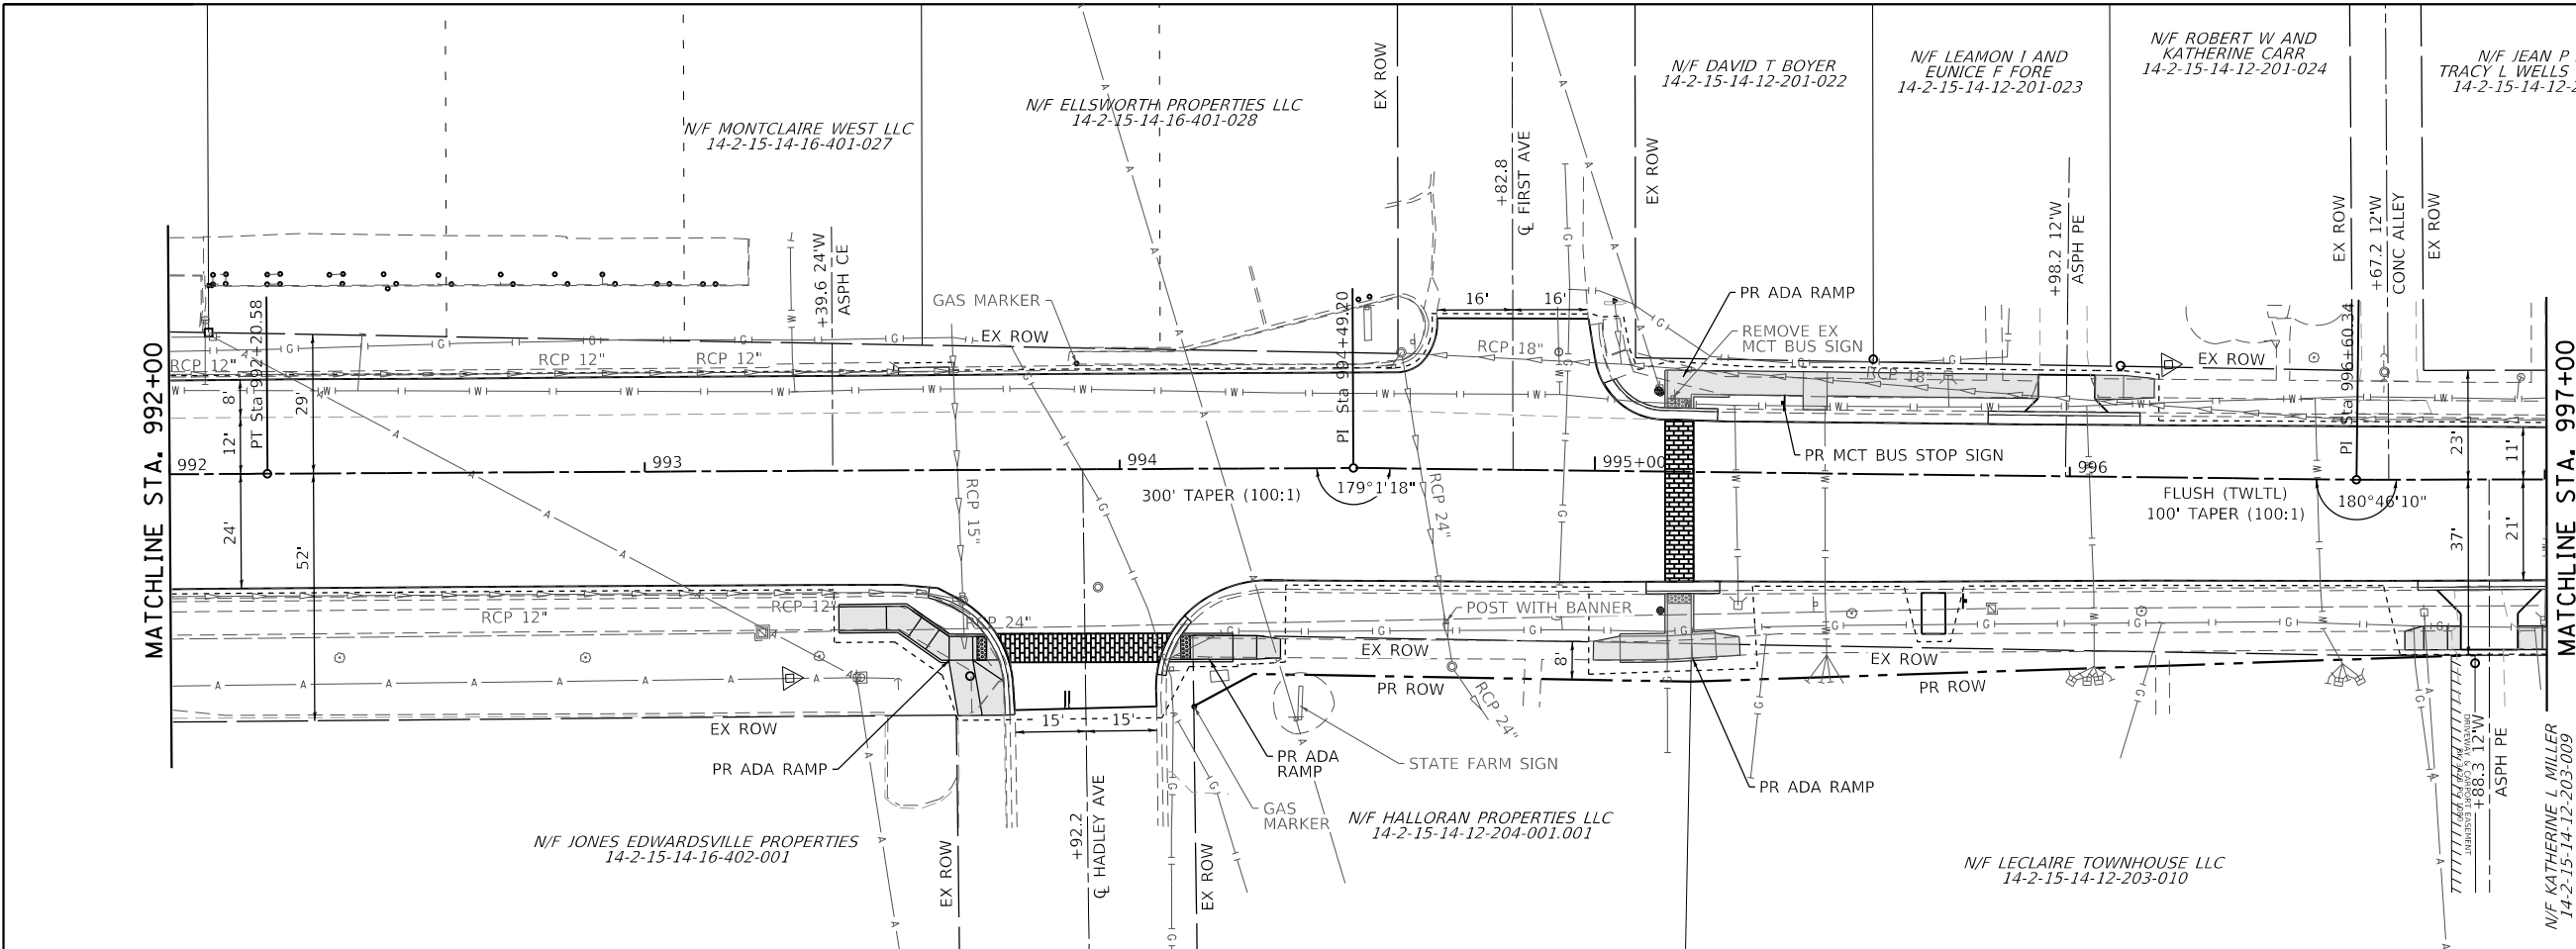 N/F MONTCLAIRE WEST LLC
14-2-15-14-16-401-027
N/F ELLSWORTH PROPERTIES LLC
14-2-15-14-16-401-028
EX ROW
+82.8
℄ FIRST AVE
EX ROW
N/F DAVID T BOYER
14-2-15-14-12-201-022
N/F LEAMON I AND
EUNICE F FORE
14-2-15-14-12-201-023
N/F ROBERT W AND
KATHERINE CARR
14-2-15-14-12-201-024
N/F JEAN P
TRACY L WELLS
14-2-15-14-12-2
EX ROW
+67.2 12'W
CONC ALLEY
EX ROW
+98.2 12'W
ASPH PE
+39.6 24'W
ASPH CE
GAS MARKER
EX ROW
16'
16'
PR ADA RAMP
REMOVE EX
MCT BUS SIGN
EX ROW
RCP 12"
RCP 12"
RCP 12"
RCP 18"
RCP 18"
MATCHLINE STA. 992+00
PT Sta 992+20.58
8'
29'
12'
24'
52'
992
993
994
995+00
996
PI Sta 994+49.20
PI Sta 996+60.34
PR MCT BUS STOP SIGN
300' TAPER (100:1)
179°1'18"
FLUSH (TWLTL)
100' TAPER (100:1)
180°46'10"
23'
11'
37'
21'
MATCHLINE STA. 997+00
RCP 15"
RCP 24"
RCP 12"
RCP 12"
RCP 24"
POST WITH BANNER
EX ROW
8'
EX ROW
PR ROW
PR ROW
RCP 24"
EX ROW
15'
15'
PR ADA RAMP
PR ADA
RAMP
STATE FARM SIGN
PR ADA RAMP
GAS
MARKER
N/F JONES EDWARDSVILLE PROPERTIES
14-2-15-14-16-402-001
EX ROW
+92.2
℄ HADLEY AVE
EX ROW
N/F HALLORAN PROPERTIES LLC
14-2-15-14-12-204-001.001
N/F LECLAIRE TOWNHOUSE LLC
14-2-15-14-12-203-010
DRIVEWAY & CARPORT EASEMENT
+88.3 12'W
ASPH PE
N/F KATHERINE L MILLER
14-2-15-14-12-203-009